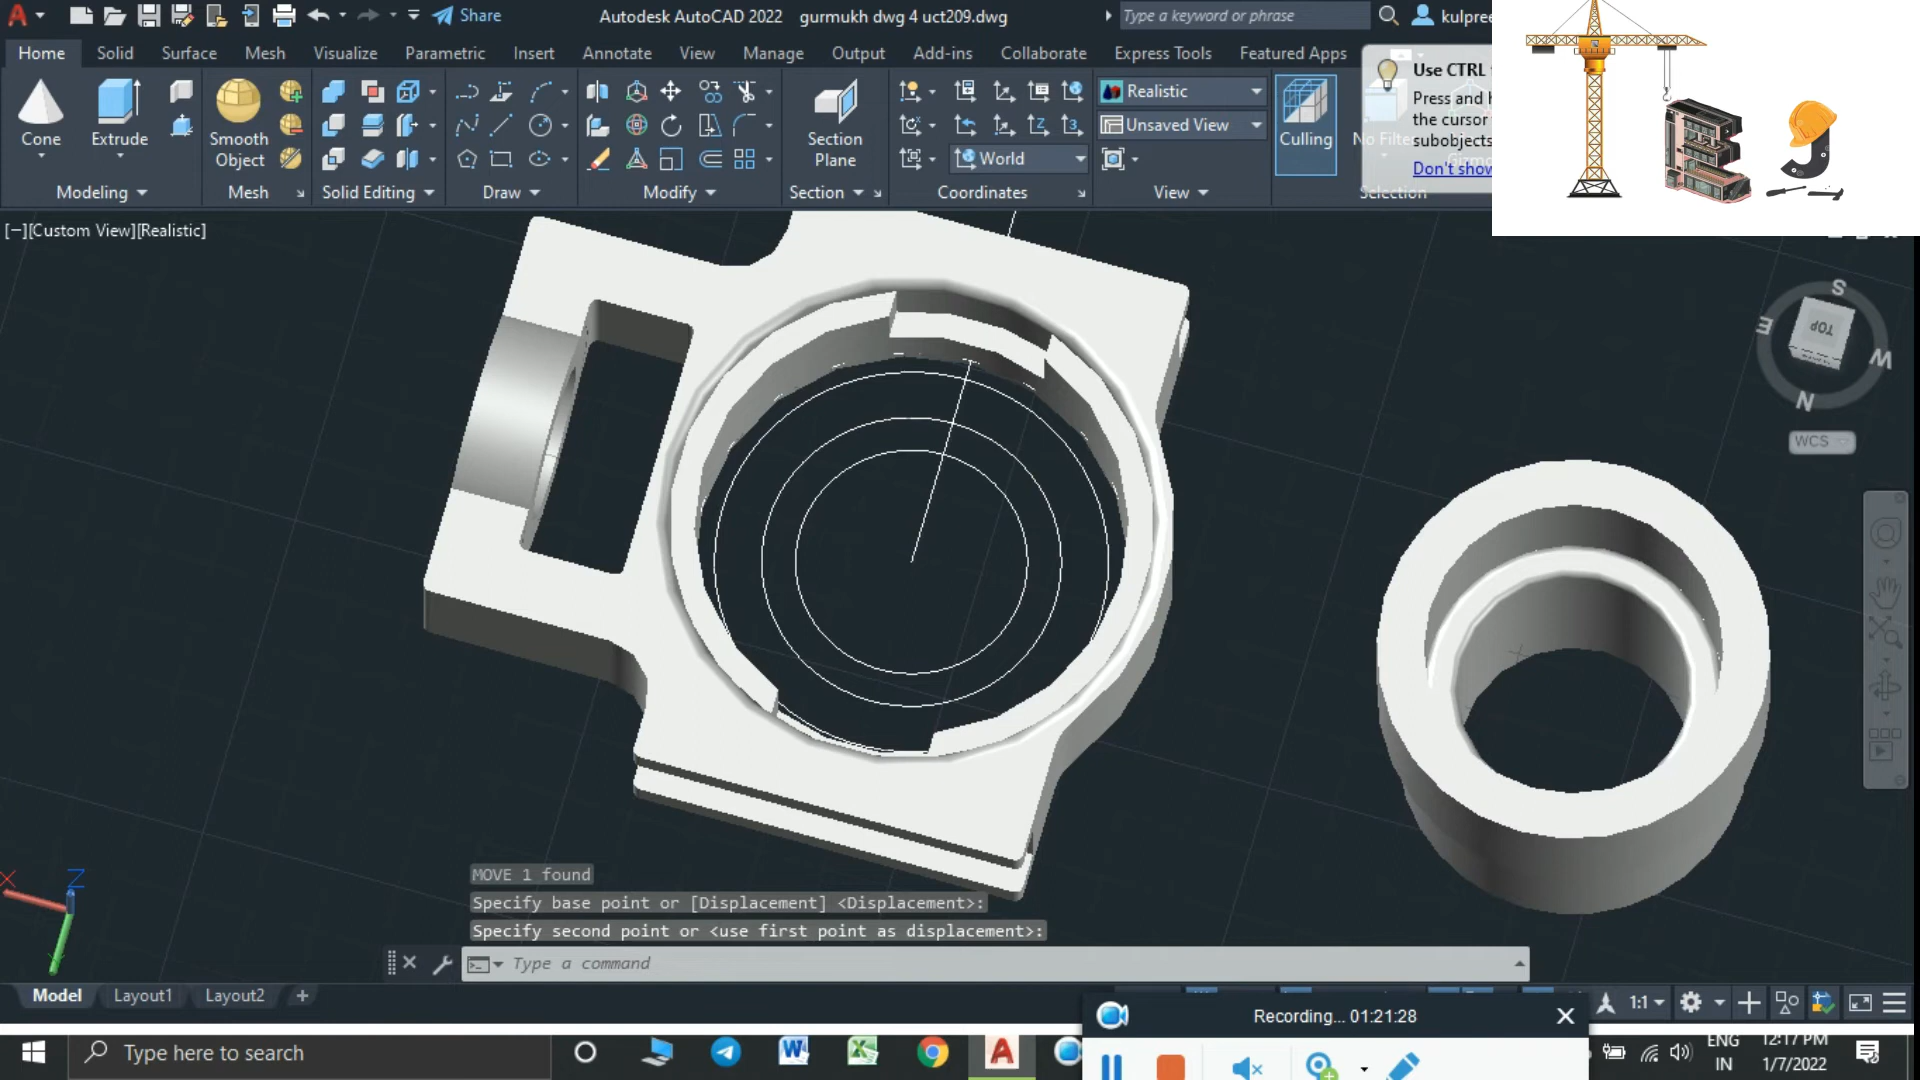 Share
Autodesk AutoCAD 2022 gurmukh dwg 4 uct209.dwg
Type a keyword or phrase
kulpree
Home Solid Surface Mesh Visualize Parametric Insert Annotate View Manage Output Add-ins Collaborate Express Tools Featured Apps
Cone
Extrude
Smooth
Object
Section
Plane
Realistic
Unsaved View
World
Culling
No Filter
Gizmo
Use CTRL
Press and h
the cursor
subobjects
Don't show
Modeling
Mesh
Solid Editing
Draw
Modify
Section
Coordinates
View
Selection
[−][Custom View][Realistic]
S
E
TOP
W
N
WCS
X
Z
Y
MOVE 1 found
Specify base point or [Displacement] <Displacement>:
Specify second point or <use first point as displacement>:
Type a command
Model Layout1 Layout2 +
1:1
Recording... 01:21:28
Type here to search
ENG
IN
12:17 PM
1/7/2022